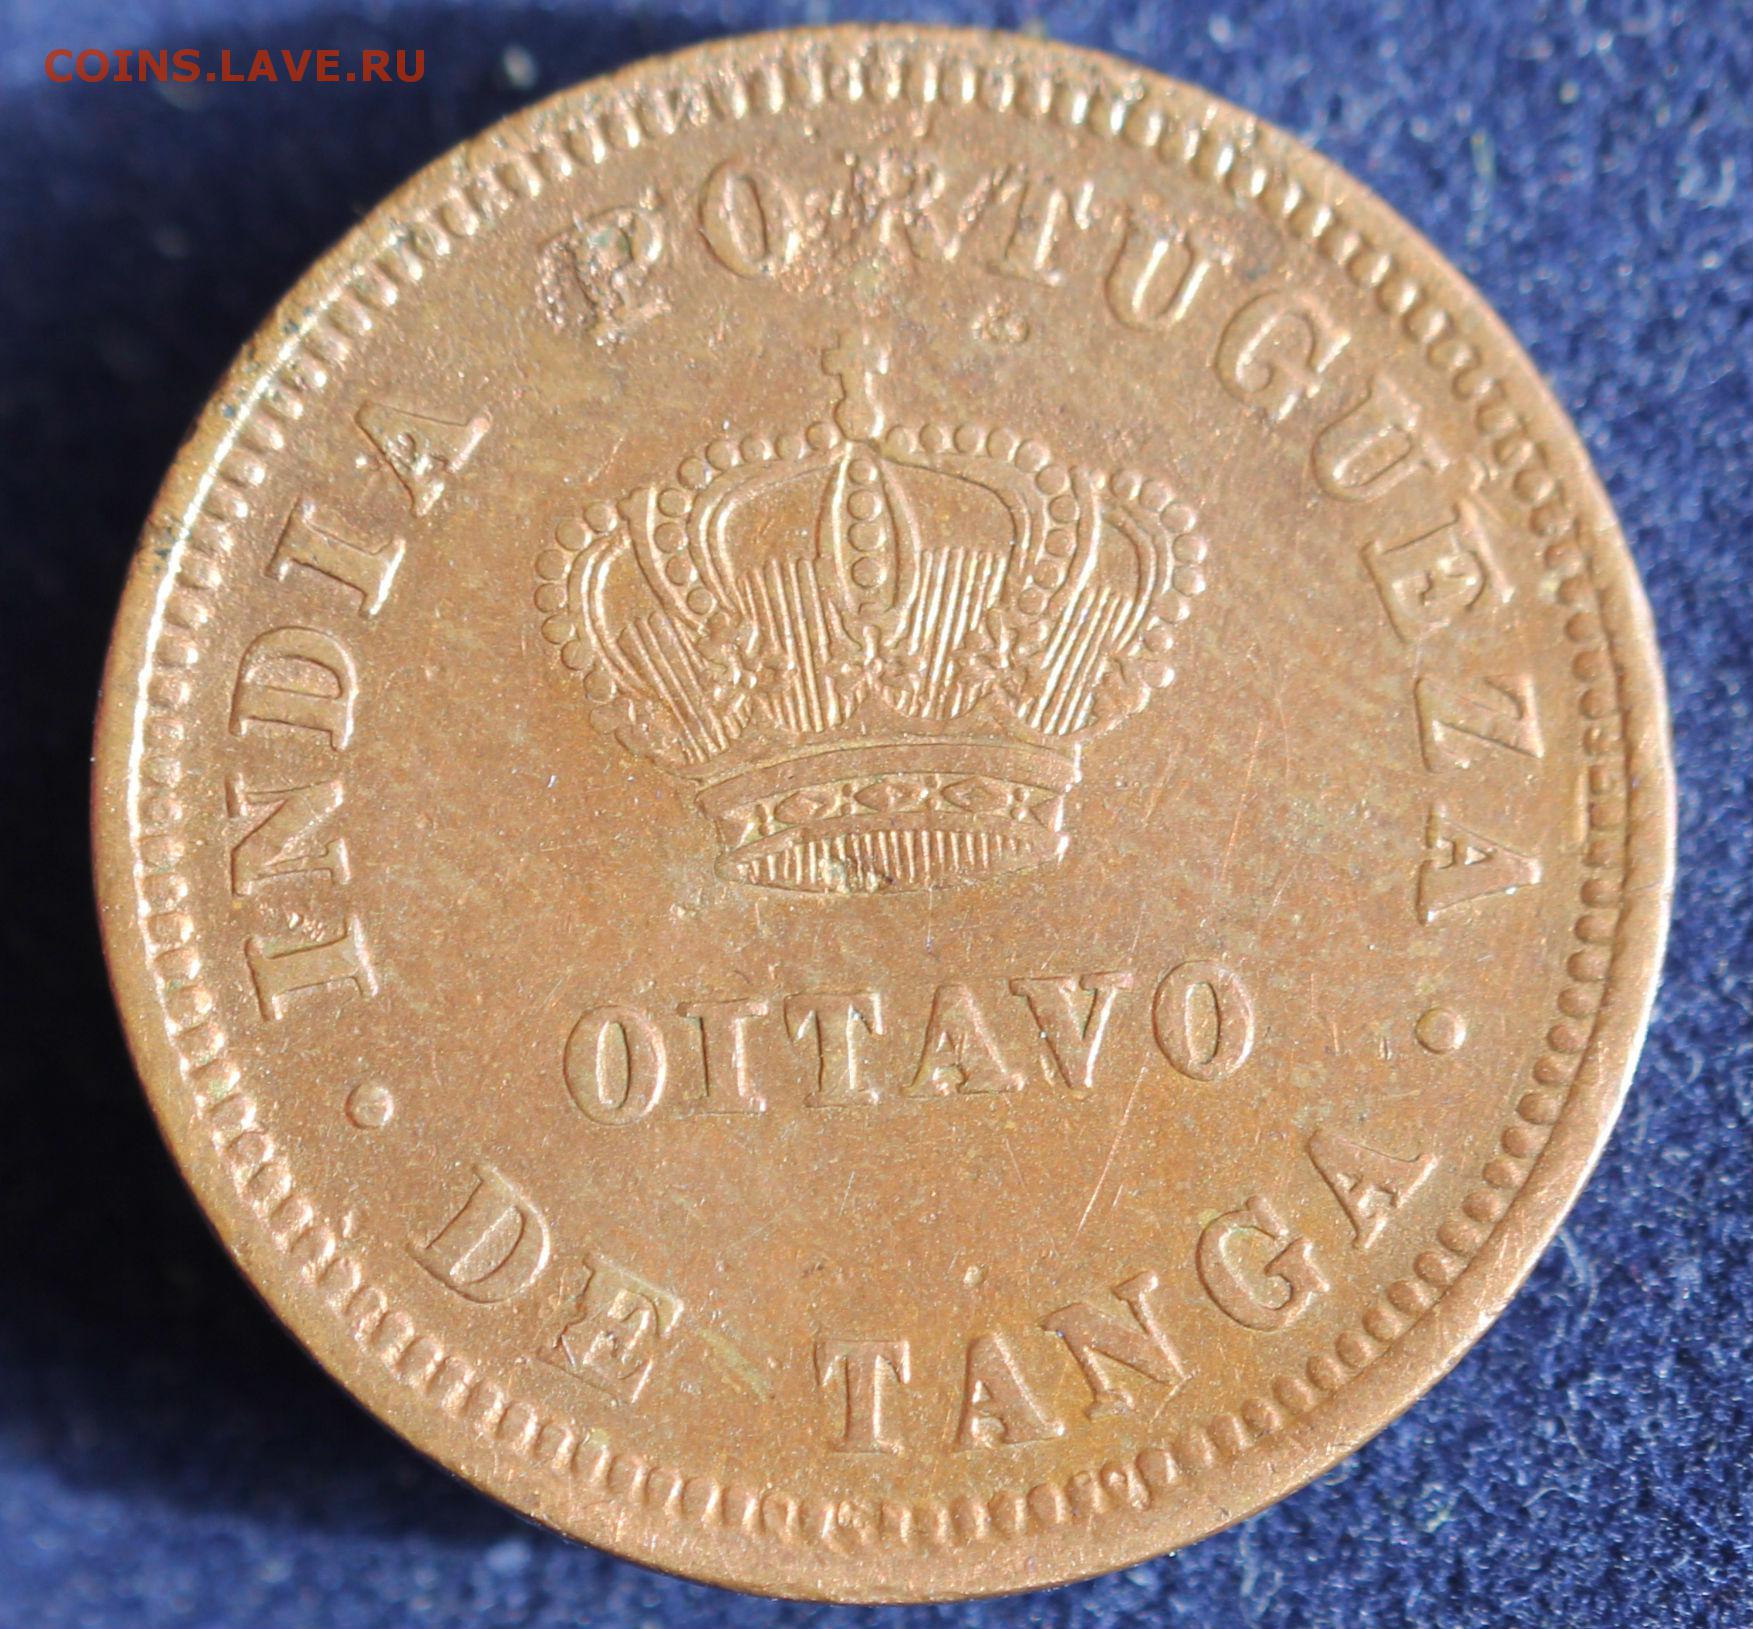 COINS.LAVE.RU
INDIA PORTUGUEZA
OITAVO
· DE TANGA ·